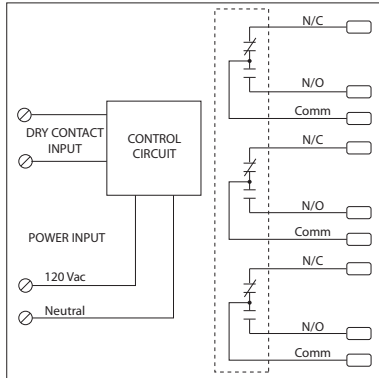 N/C
N/O
Comm
DRY CONTACT
INPUT
CONTROL
CIRCUIT
N/C
N/O
Comm
POWER INPUT
120 Vac
Neutral
N/C
N/O
Comm